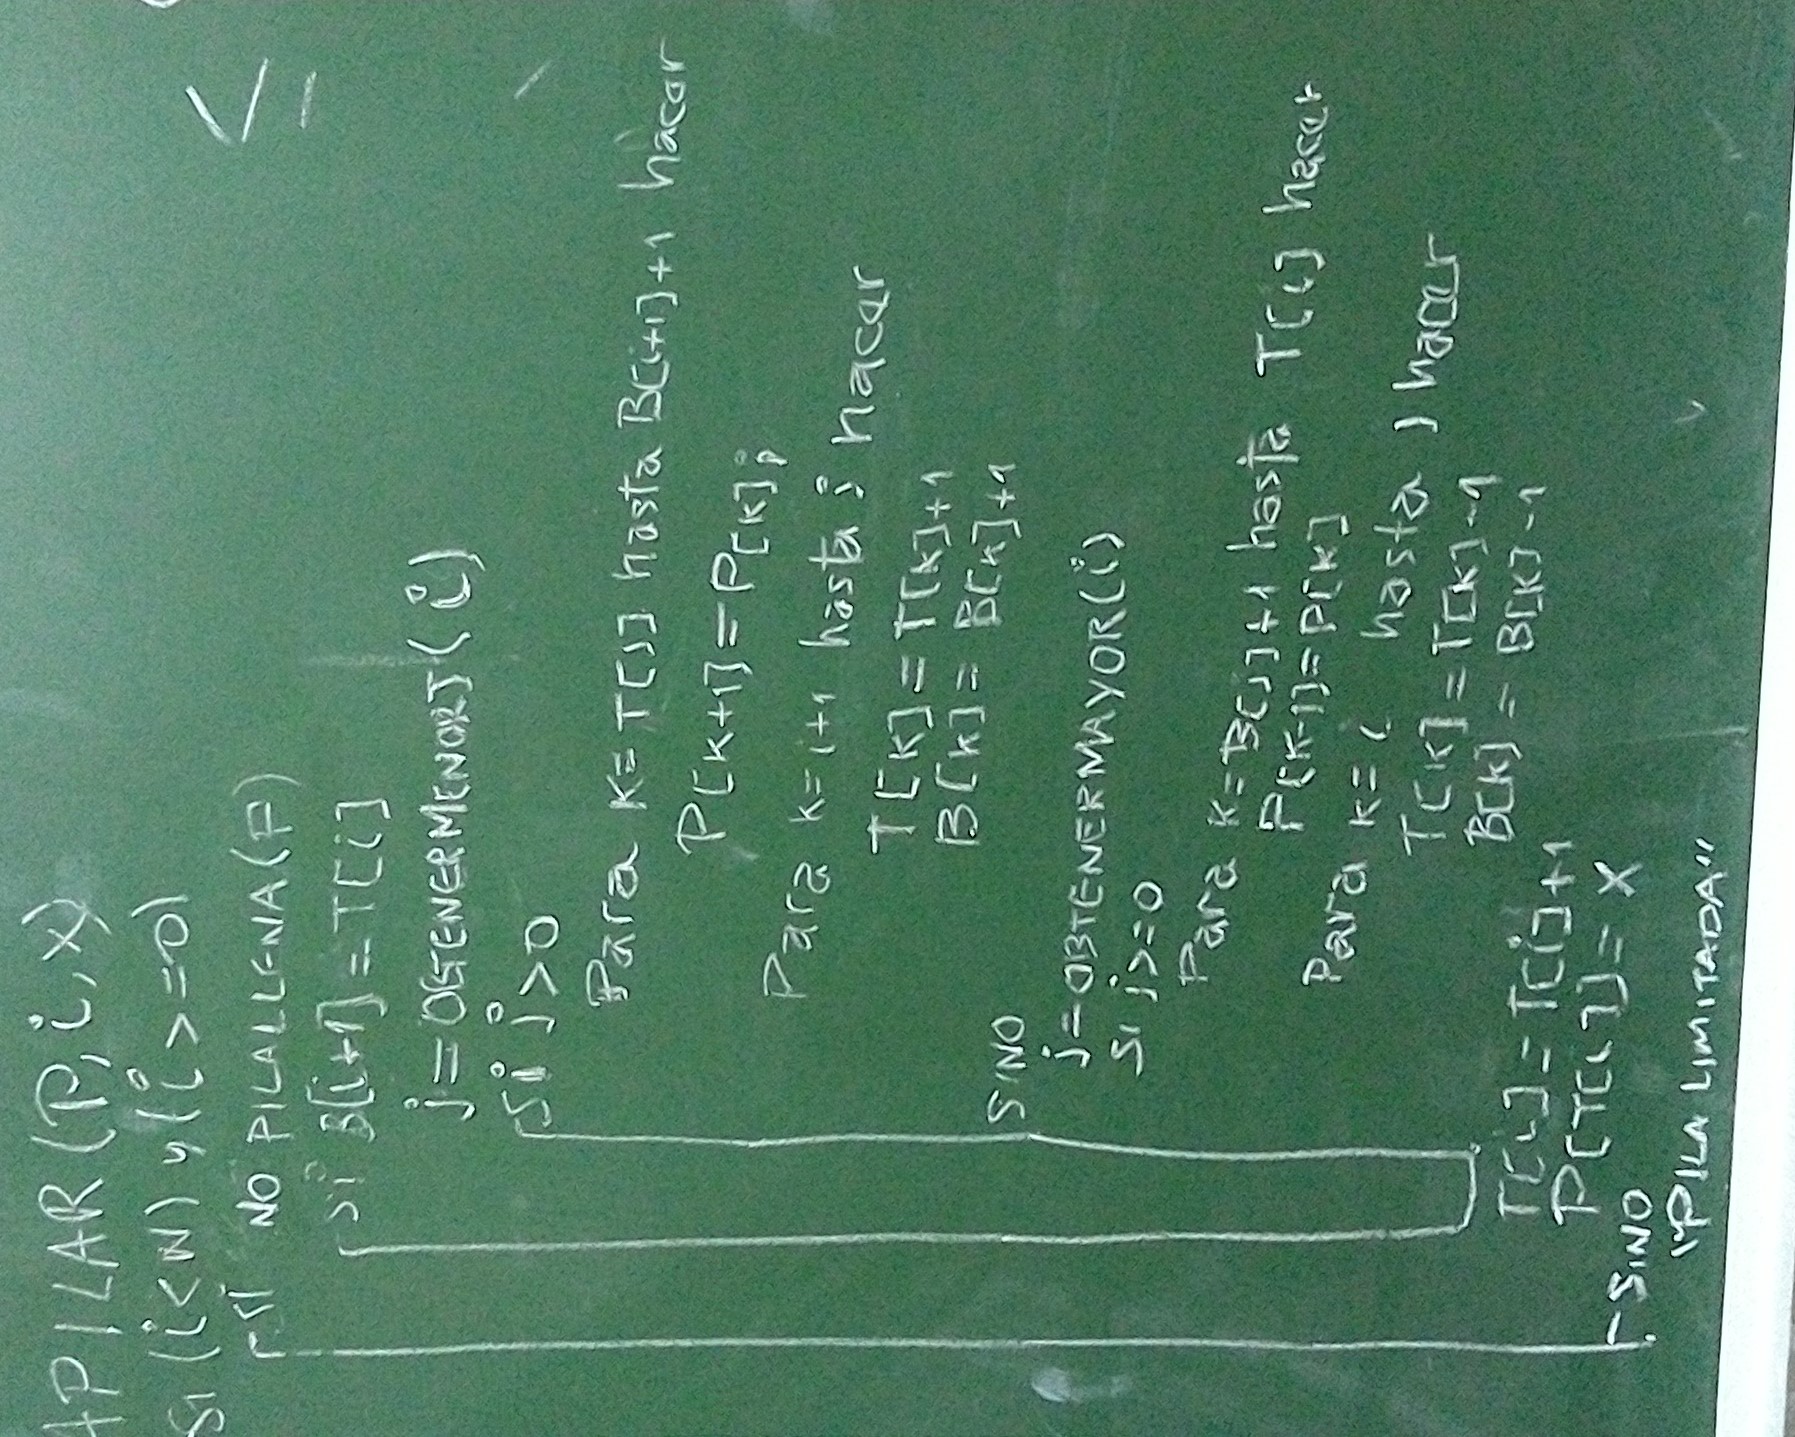 APILAR(P,i,X)
Si (i<N) y (i>=0)
Si NO PILALLENA(P)
Si B[i+1] = T[i]
j=OBTENERMENORJ(i)
Si j>0
Para K=T[j] hasta B[i+1]+1 hacer
P[K+1]=P[K];
Para K=i+1 hasta j hacer
T[K]=T[K]+1
B[K]=B[K]+1
SINO
j=OBTENERMAYOR(i)
Si j>=0
Para K=B[j]+1 hasta T[i] hacer
P[K-1]=P[K]
Para K=i hasta j hacer
T[K]=T[K]-1
B[K]=B[K]-1
T[i]=T[i]+1
P[T[i]]=X
SINO
"PILA LIMITADA"